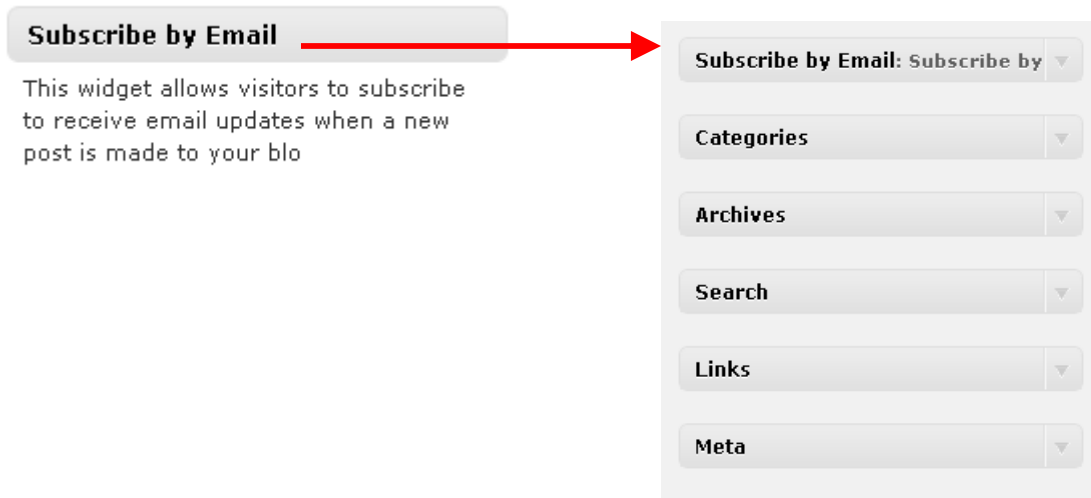 Subscribe by Email
This widget allows visitors to subscribe
to receive email updates when a new
post is made to your blo
Subscribe by Email: Subscribe by
Categories
Archives
Search
Links
Meta